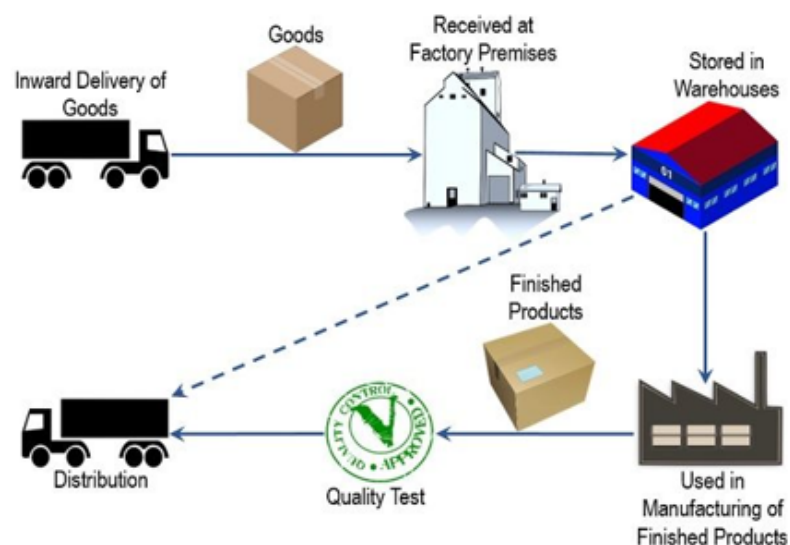 Goods
Received at
Factory Premises
Inward Delivery of
Goods
Stored in
Warehouses
01
Finished
Products
QUALITY CONTROL
APPROVED
Distribution
Quality Test
Used in
Manufacturing of
Finished Products